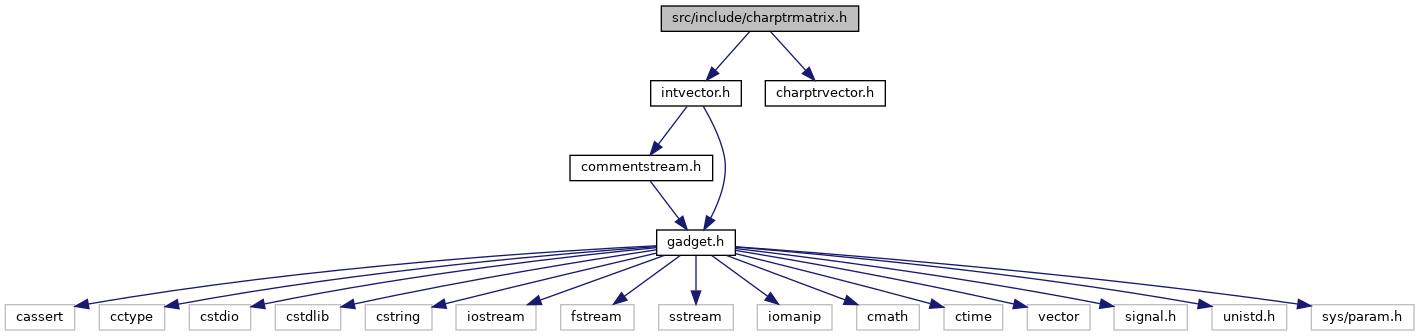 src/include/charptrmatrix.h
intvector.h
charptrvector.h
commentstream.h
gadget.h
cassert
cctype
cstdio
cstdlib
cstring
iostream
fstream
sstream
iomanip
cmath
ctime
vector
signal.h
unistd.h
sys/param.h